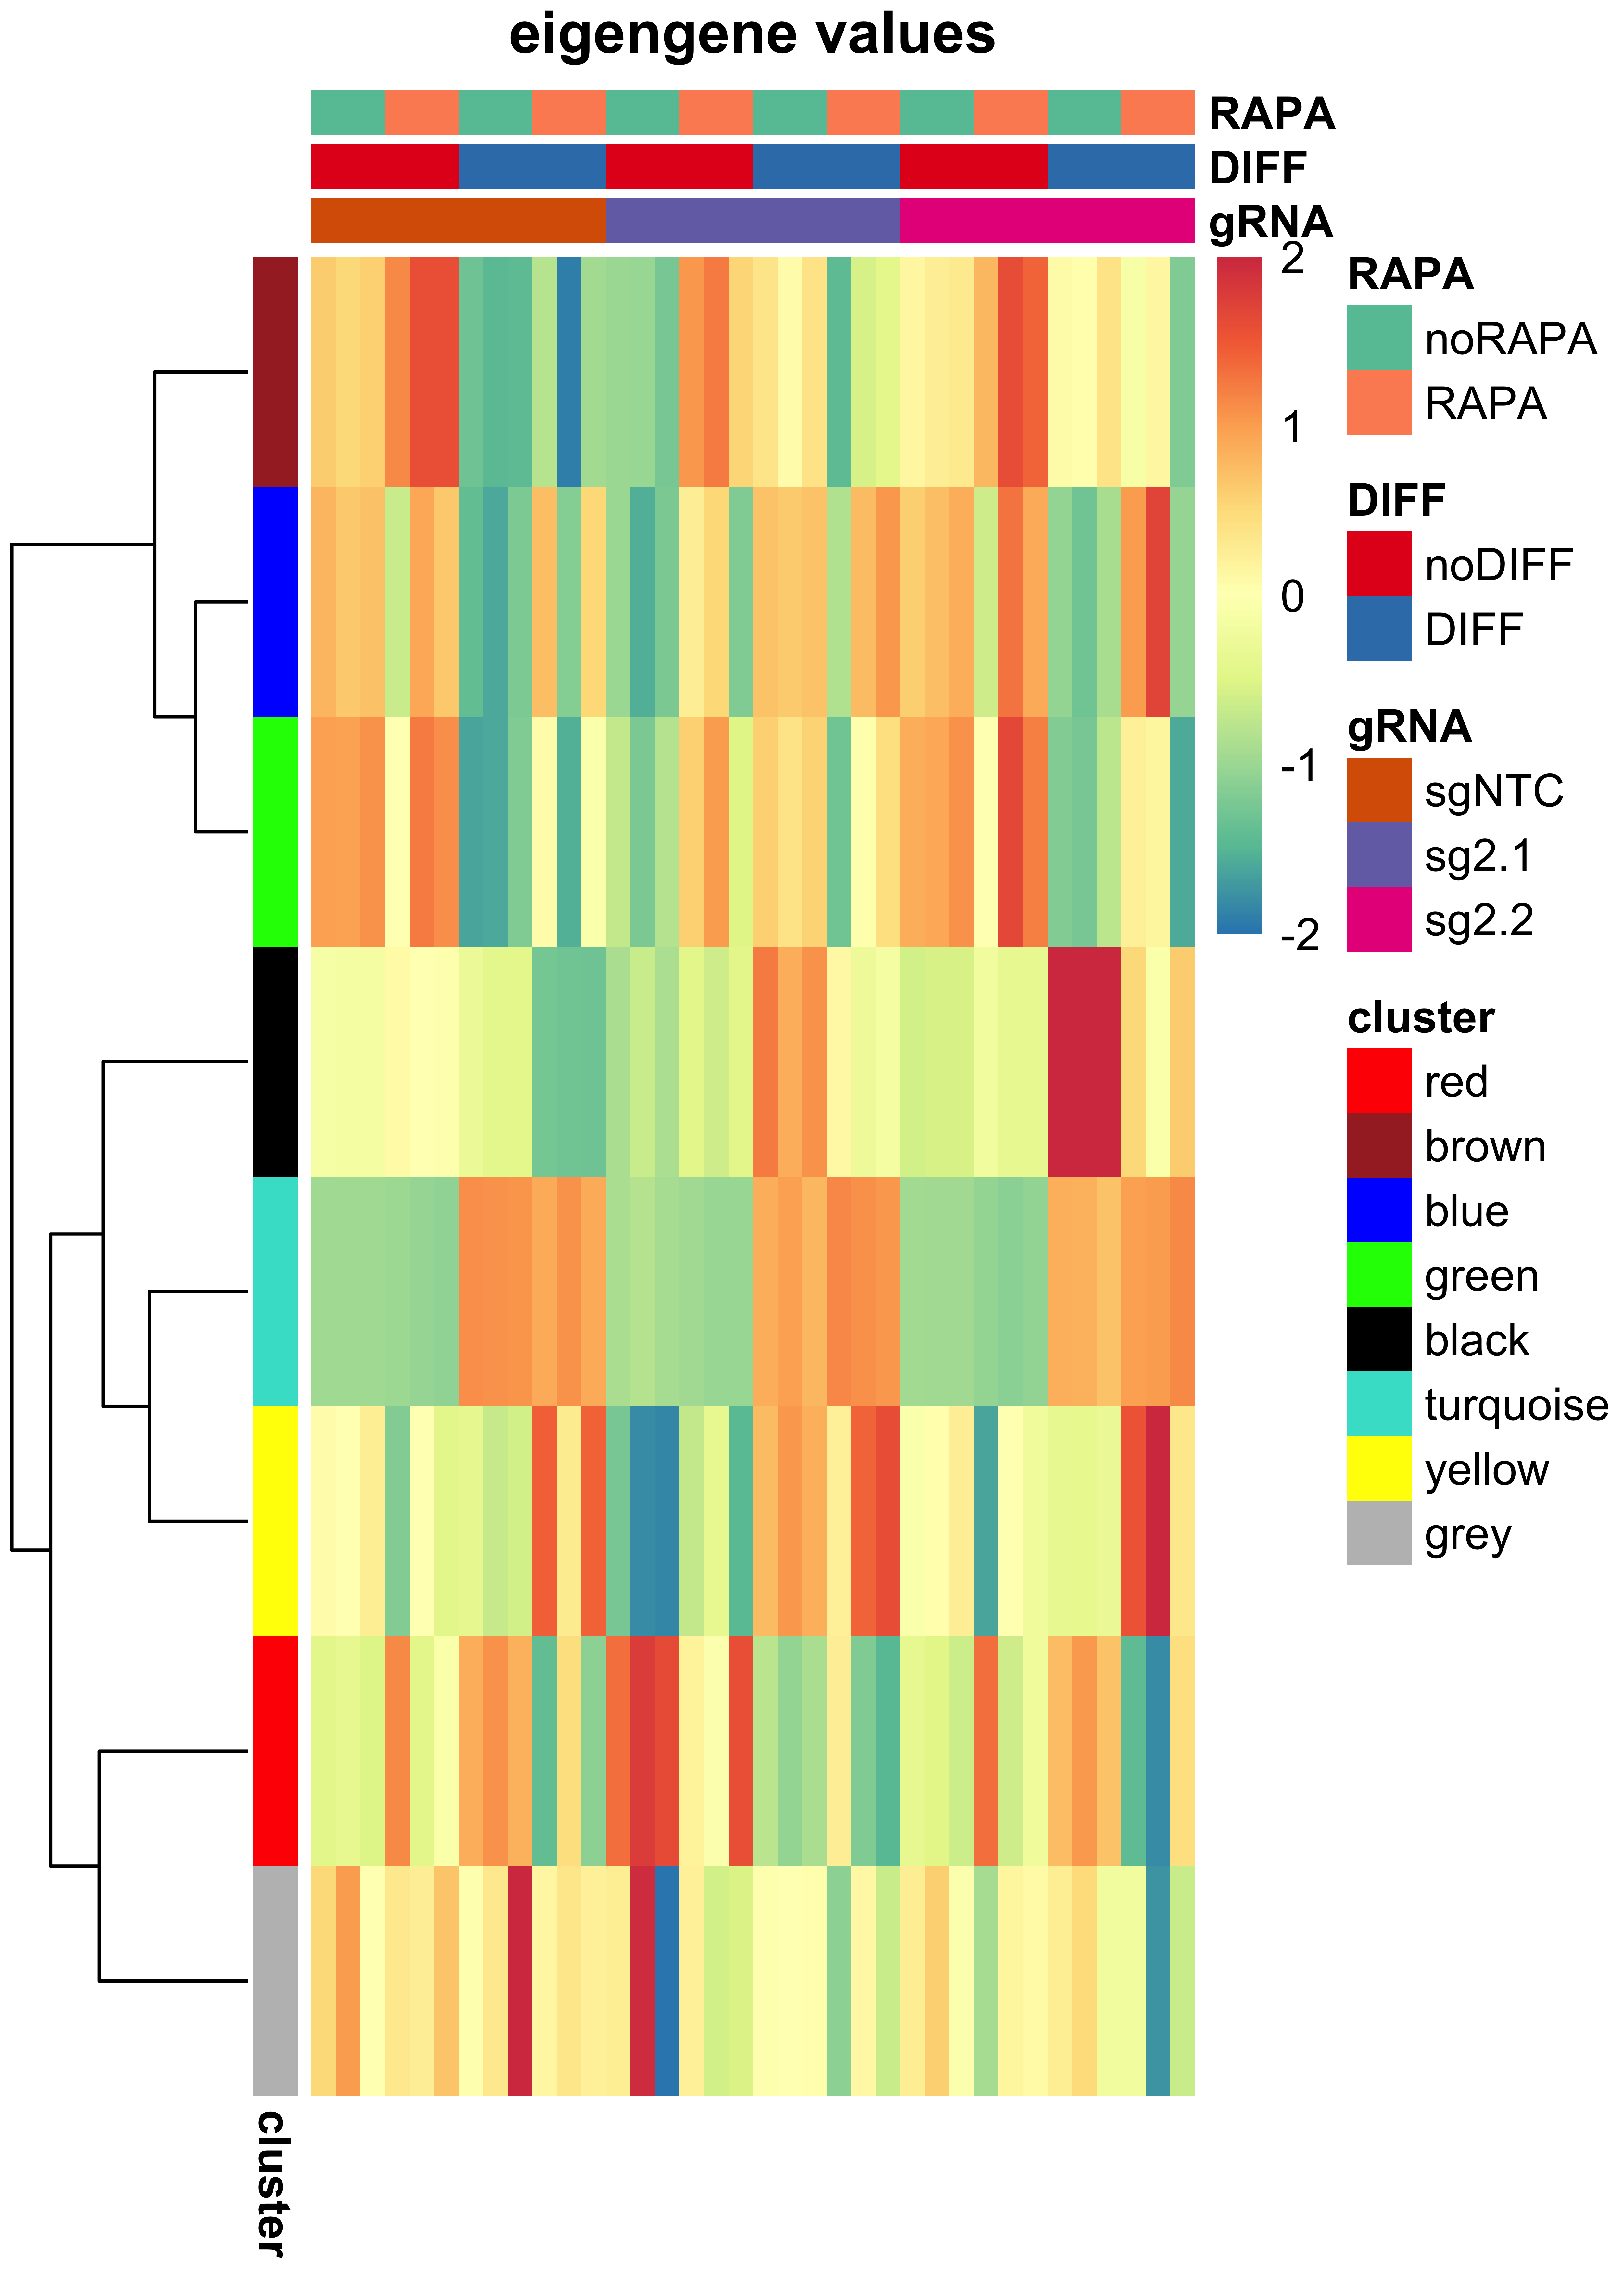 eigengene values
RAPA
DIFF
gRNA
2
1
0
-1
-2
RAPA
noRAPA
RAPA
DIFF
noDIFF
DIFF
gRNA
sgNTC
sg2.1
sg2.2
cluster
red
brown
blue
green
black
turquoise
yellow
grey
cluster